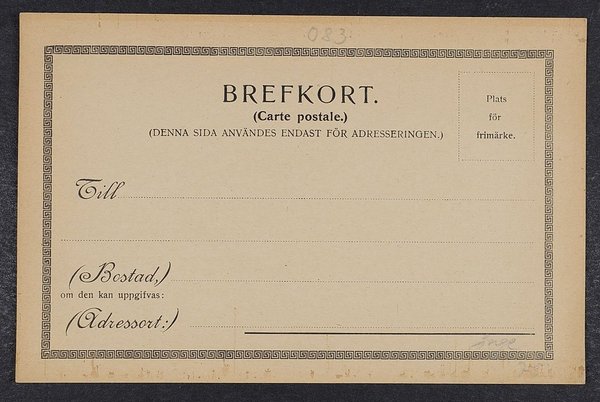 083
BREFKORT.
(Carte postale.)
(DENNA SIDA ANVÄNDES ENDAST FÖR ADRESSERINGEN.)
Plats
för
frimärke.
Till
(Bostad,)
om den kan uppgifvas:
(Adressort:)